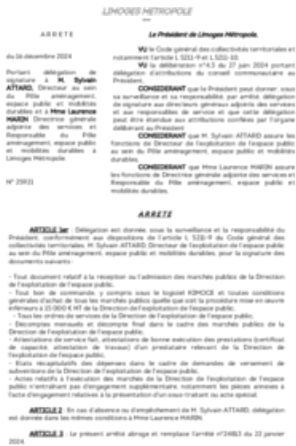 LIMOGES METROPOLE
ARRETE
du 16 décembre 2024
Portant délégation de
signature à M. Sylvain
ATTARD, Directeur au sein
du Pôle aménagement,
espace public et mobilités
durables et à Mme Laurence
MARIN Directrice générale
adjointe des services et
Responsable du Pôle
aménagement, espace public
et mobilités durables à
Limoges Métropole.
N° 25921
Le Président de Limoges Métropole,
VU le Code général des collectivités territoriales et
notamment l'article L 5211-9 et L.5211-10;
VU la délibération n°4.5 du 27 juin 2024 portant
délégation d'attributions du conseil communautaire au
Président.
CONSIDERANT que le Président peut donner sous
sa surveillance et sa responsabilité, par arrêté, délégation
de signature aux directeurs généraux adjoints des services
et aux responsables de service et que cette délégation
peut être étendue aux attributions confiées par l'organe
délibérant au Président
CONSIDERANT que M. Sylvain ATTARD assure les
fonctions de Directeur de l'exploitation de l'espace public
au sein du Pôle aménagement, espace public et mobilités
durables.
CONSIDERANT que Mme Laurence MARIN assure
les fonctions de Directrice générale adjointe des services et
Responsable du Pôle aménagement, espace public et
mobilités durables.
ARRETE
ARTICLE 1er : Délégation est donnée, sous la surveillance et la responsabilité du
Président, conformément aux dispositions de l'article L 5211-9 du Code général des
collectivités territoriales, M. Sylvain ATTARD, Directeur de l'exploitation de l'espace public
au sein du Pôle aménagement, espace public et mobilités durables, pour la signature des
documents suivants :
- Tout document relatif à la réception ou l'admission des marchés publics de la Direction
de l'exploitation de l'espace public,
- Tout bon de commande, y compris sous le logiciel KIMOCE et toutes conditions
générales d'achat de tous les marchés publics quelle que soit la procédure mise en œuvre
inférieurs à 15 000 € HT de la Direction de l'exploitation de l'espace public,
- Tous les ordres de services de la Direction de l'exploitation de l'espace public,
- Décomptes mensuels et décompte final dans le cadre des marchés publics de la
Direction de l'exploitation de l'espace public,
- Attestations de service fait, attestations de bonne exécution des prestations (certificat
de capacité, attestation de travaux) d'un prestataire relevant de la Direction de
l'exploitation de l'espace public,
- Etats récapitulatifs des dépenses dans le cadre de demandes de versement de
subventions de la Direction de l'exploitation de l'espace public,
- Actes relatifs à l'exécution des marchés de la Direction de l'exploitation de l'espace
public n'entraînant pas d'engagement supplémentaire, notamment les pièces annexes à
l'acte d'engagement relatives à la présentation d'un sous-traitant ou acte spécial.
ARTICLE 2 : En cas d'absence ou d'empêchement de M. Sylvain ATTARD, délégation
est donnée dans les mêmes conditions à Mme Laurence MARIN.
ARTICLE 3 : Le présent arrêté abroge et remplace l'arrêté n°24813 du 22 janvier
2024.